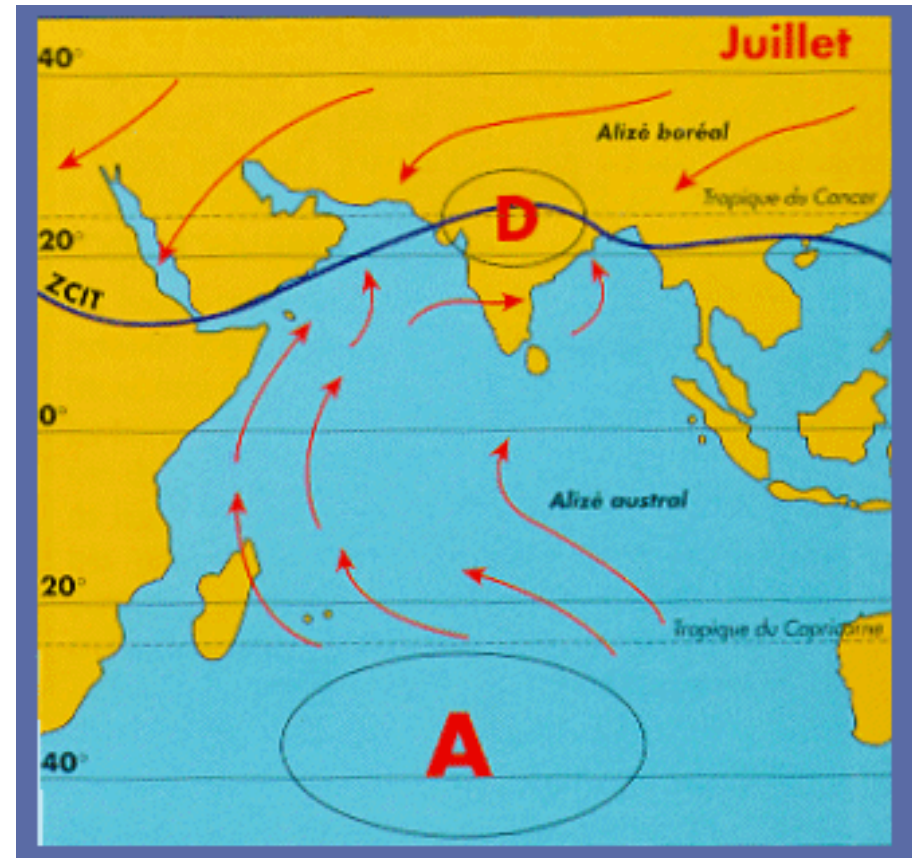 Juillet
40°
Alizé boréal
Tropique du Cancer
D
20°
ZCIT
0°
Alizé austral
20°
Tropique du Capricorne
A
40°